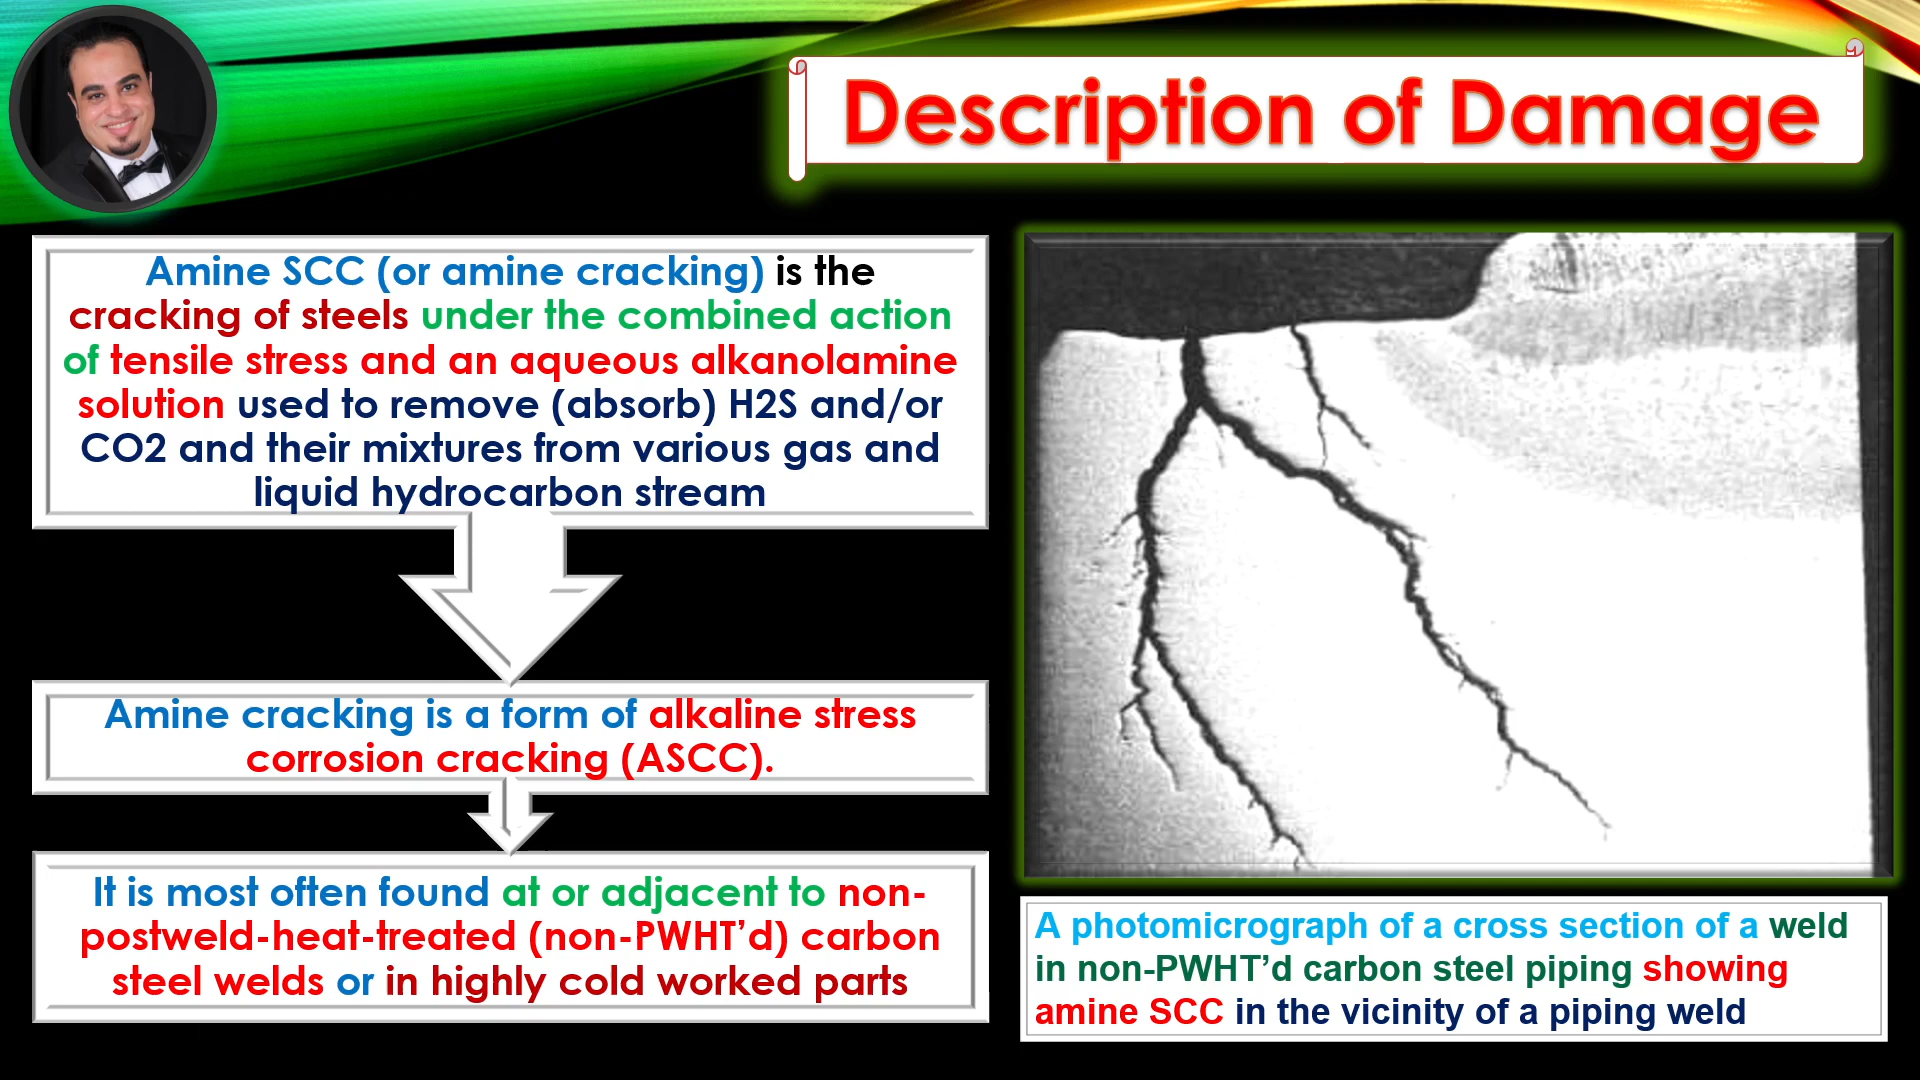 Description of Damage
Amine SCC (or amine cracking) is the
cracking of steels under the combined action
of tensile stress and an aqueous alkanolamine
solution used to remove (absorb) H2S and/or
CO2 and their mixtures from various gas and
liquid hydrocarbon stream
Amine cracking is a form of alkaline stress
corrosion cracking (ASCC).
It is most often found at or adjacent to non-
postweld-heat-treated (non-PWHT’d) carbon
steel welds or in highly cold worked parts
A photomicrograph of a cross section of a weld
in non-PWHT’d carbon steel piping showing
amine SCC in the vicinity of a piping weld